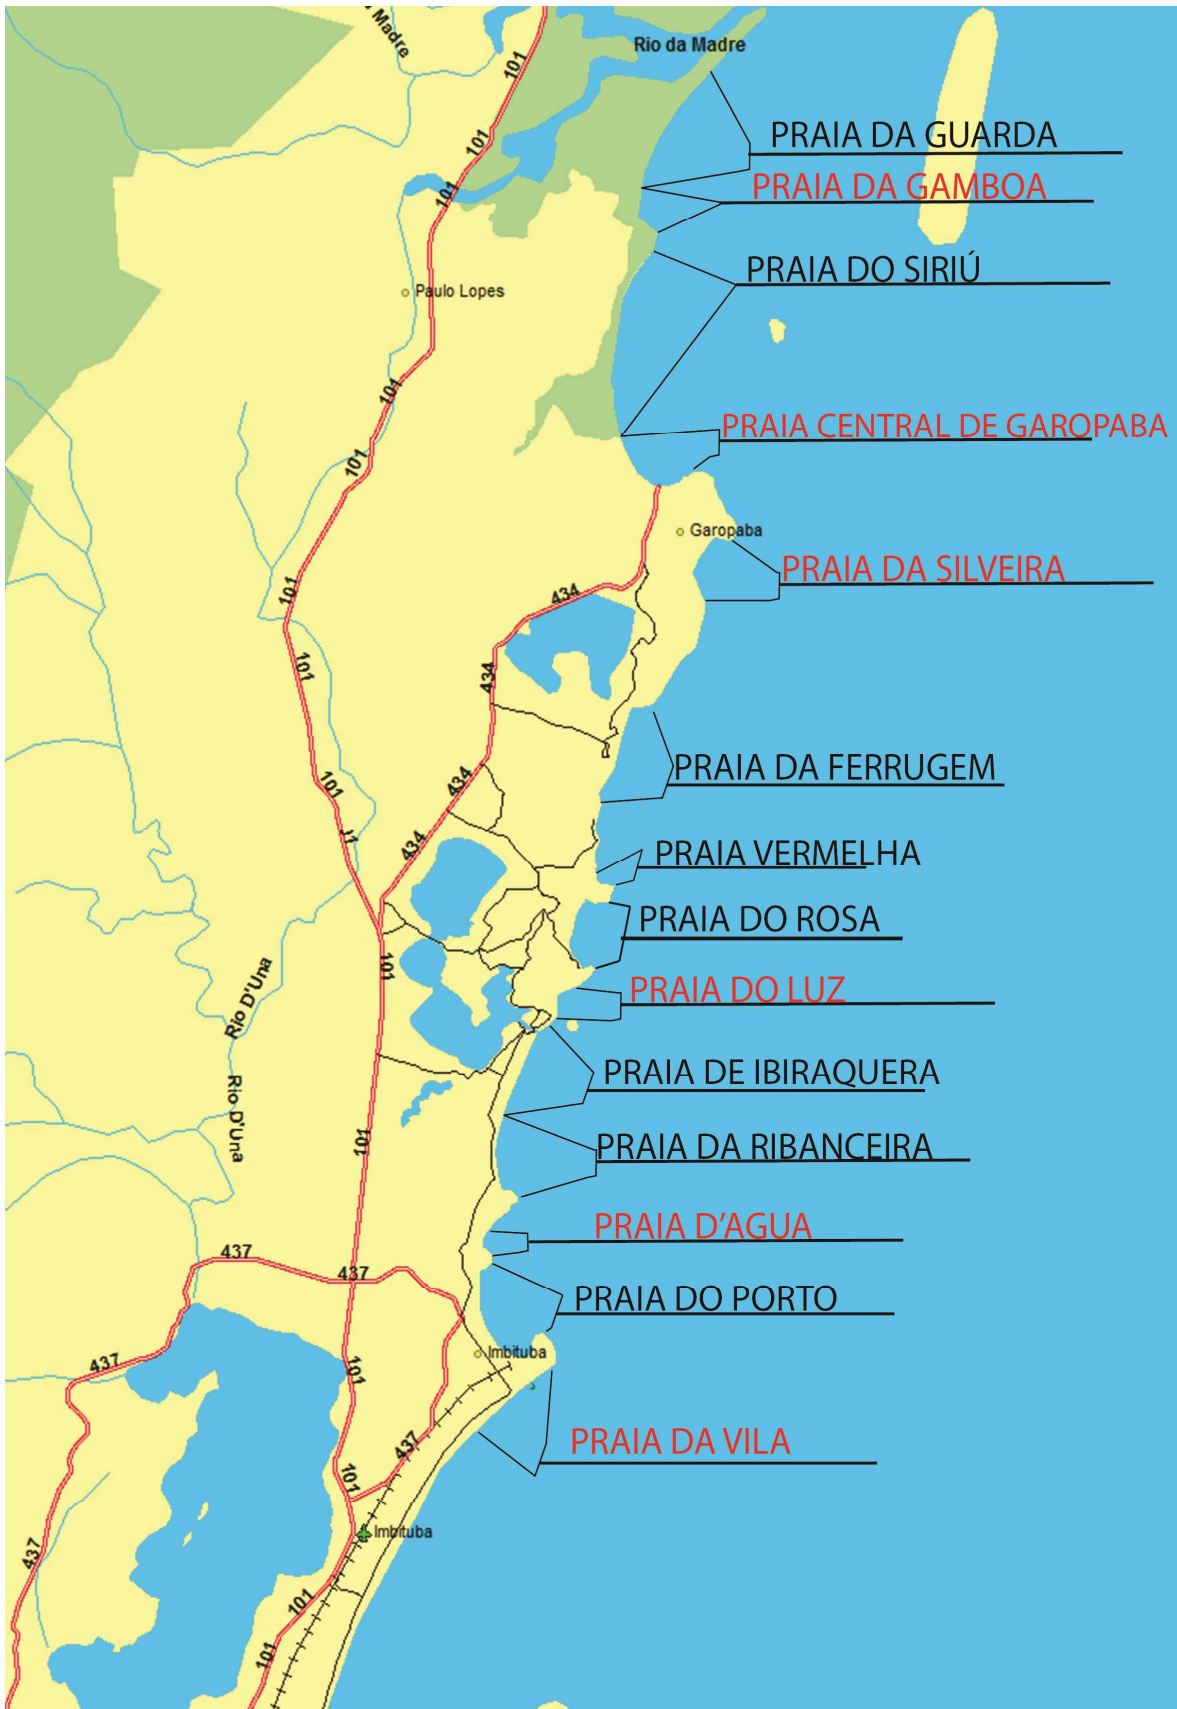 a Madre
Rio da Madre
101
PRAIA DA GUARDA
101
PRAIA DA GAMBOA
101
PRAIA DO SIRIÚ
Paulo Lopes
101
PRAIA CENTRAL DE GAROPABA
101
Garopaba
PRAIA DA SILVEIRA
101
434
101
434
PRAIA DA FERRUGEM
101
434
434
PRAIA VERMELHA
PRAIA DO ROSA
101
Rio D'Una
PRAIA DO LUZ
PRAIA DE IBIRAQUERA
Rio D'Una
101
PRAIA DA RIBANCEIRA
PRAIA D'AGUA
437
437
PRAIA DO PORTO
Imbituba
437
101
PRAIA DA VILA
437
101
Imbituba
437
101
101